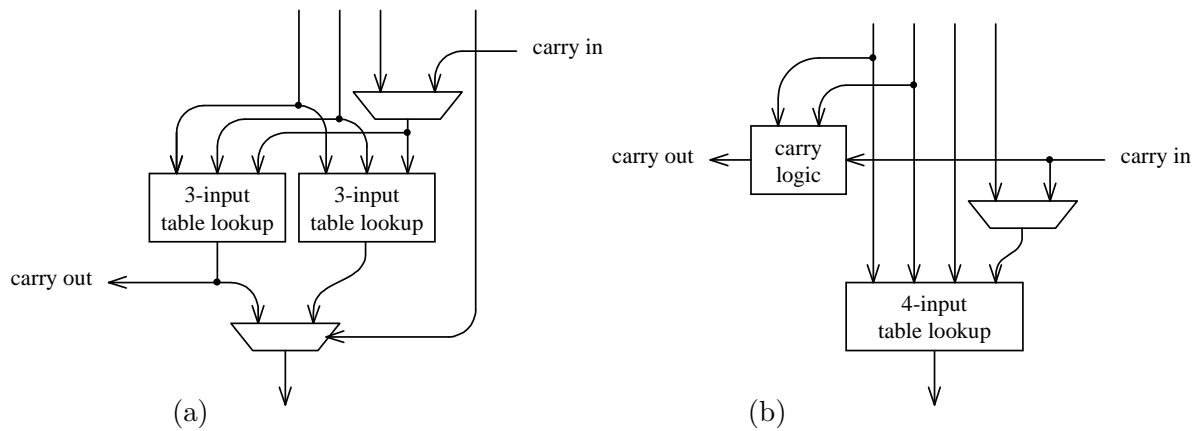 carry in
3-input
table lookup
3-input
table lookup
carry out
(a)
carry out
carry
logic
carry in
4-input
table lookup
(b)